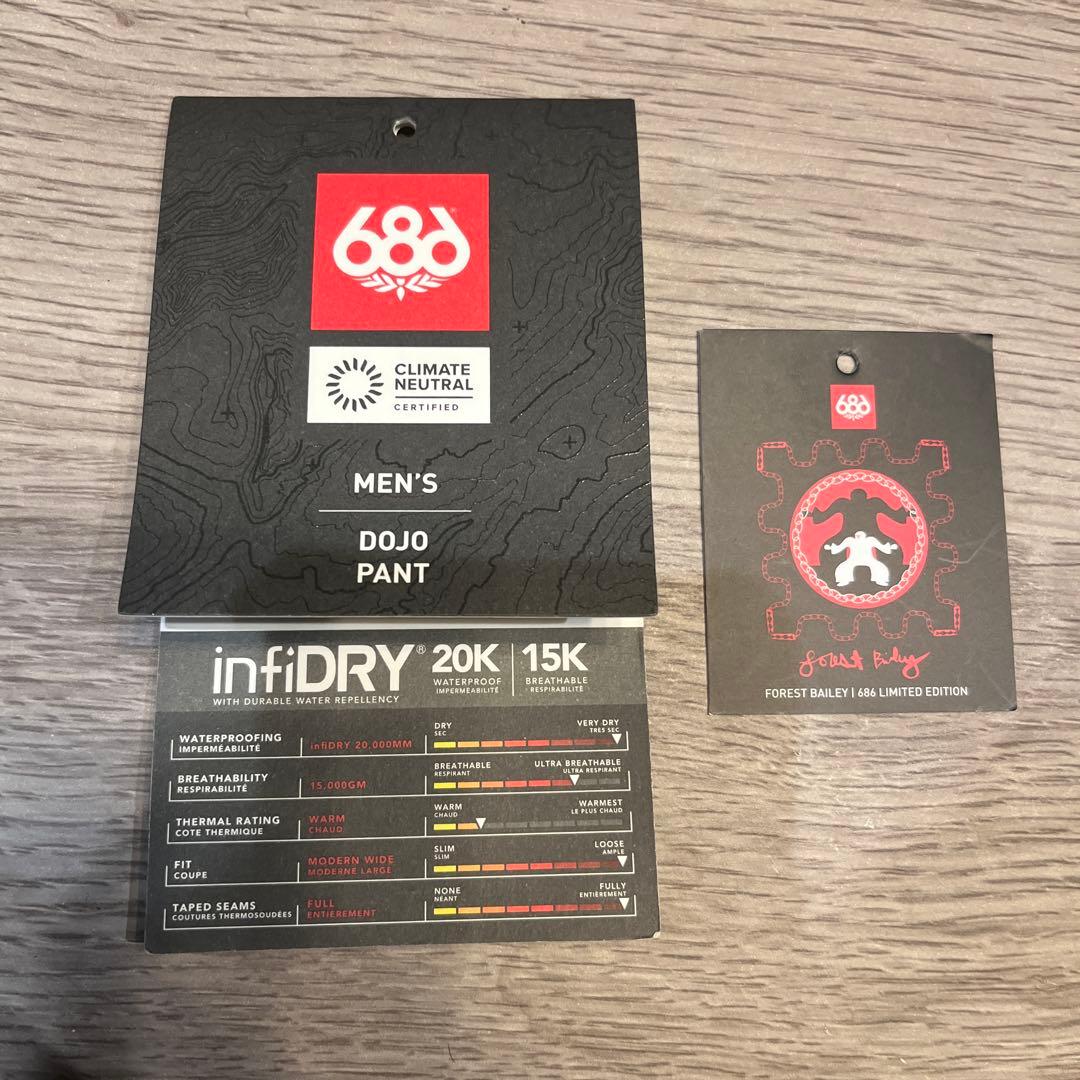 686
CLIMATE
NEUTRAL
CERTIFIED
MEN'S
DOJO
PANT
infiDRY® 20K 15K
WATERPROOF BREATHABLE
IMPERMÉABILITÉ RESPIRABILITÉ
WITH DURABLE WATER REPELLENCY
WATERPROOFING
IMPERMÉABILITÉ
infiDRY 20,000MM
DRY VERY DRY
SEC TRÈS SEC
BREATHABILITY
RESPIRABILITÉ
15,000GM
BREATHABLE ULTRA BREATHABLE
RESPIRANT ULTRA RESPIRANT
THERMAL RATING
COTE THERMIQUE
WARM
CHAUD
WARM WARMEST
CHAUD LE PLUS CHAUD
FIT
COUPE
MODERN WIDE
MODERNE LARGE
SLIM LOOSE
SLIM AMPLE
TAPED SEAMS
COUTURES THERMOSOUDÉES
FULL
ENTIÈREMENT
NONE FULLY
NÉANT ENTIÈREMENT
686
Forest Bailey
FOREST BAILEY | 686 LIMITED EDITION